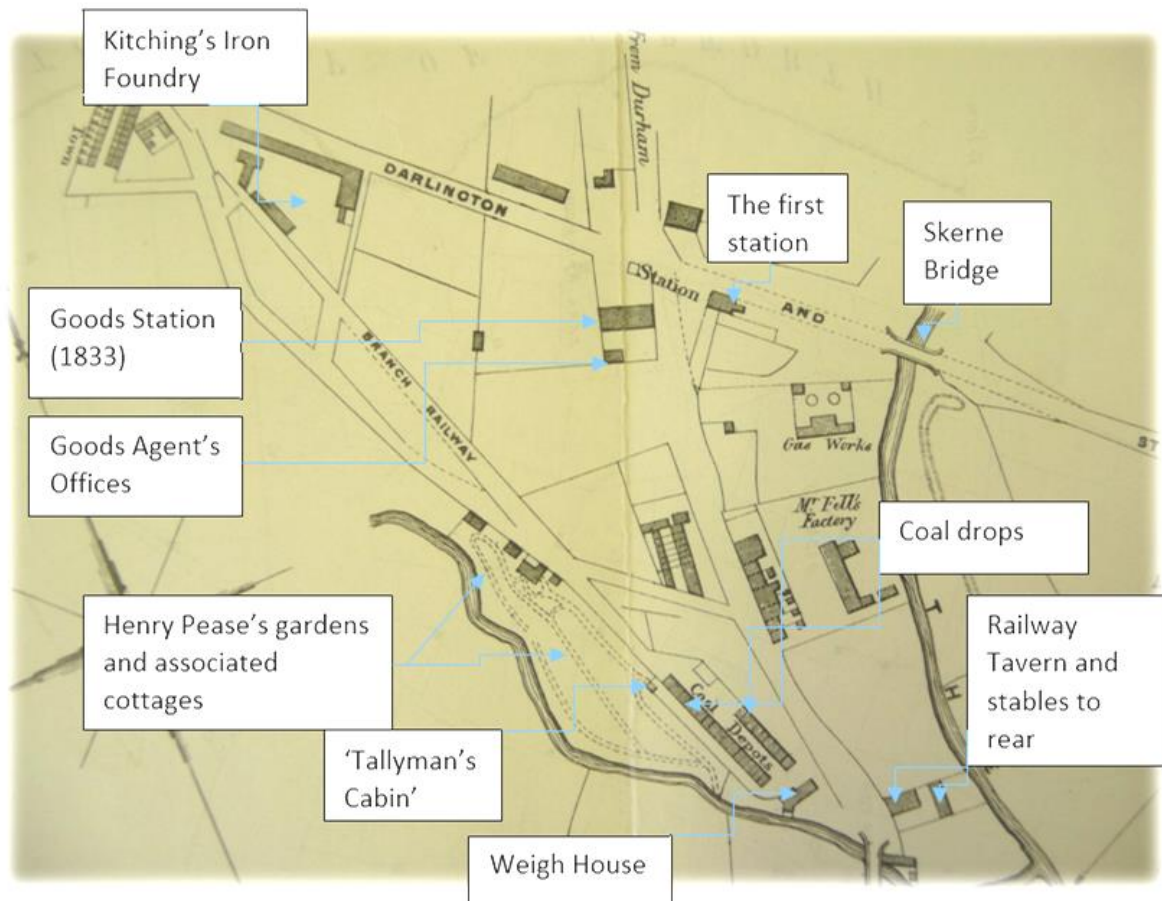 Kitching's Iron
Foundry
From Durham
Town
DARLINGTON
The first
station
Skerne
Bridge
Station
AND
Goods Station
(1833)
BRANCH
RAILWAY
Gas Works
ST
Goods Agent's
Offices
Mr. Fell's
Factory
Coal drops
Henry Pease's gardens
and associated
cottages
T
H
Railway
Tavern and
stables to
rear
Coal
Depots
'Tallyman's
Cabin'
Weigh House